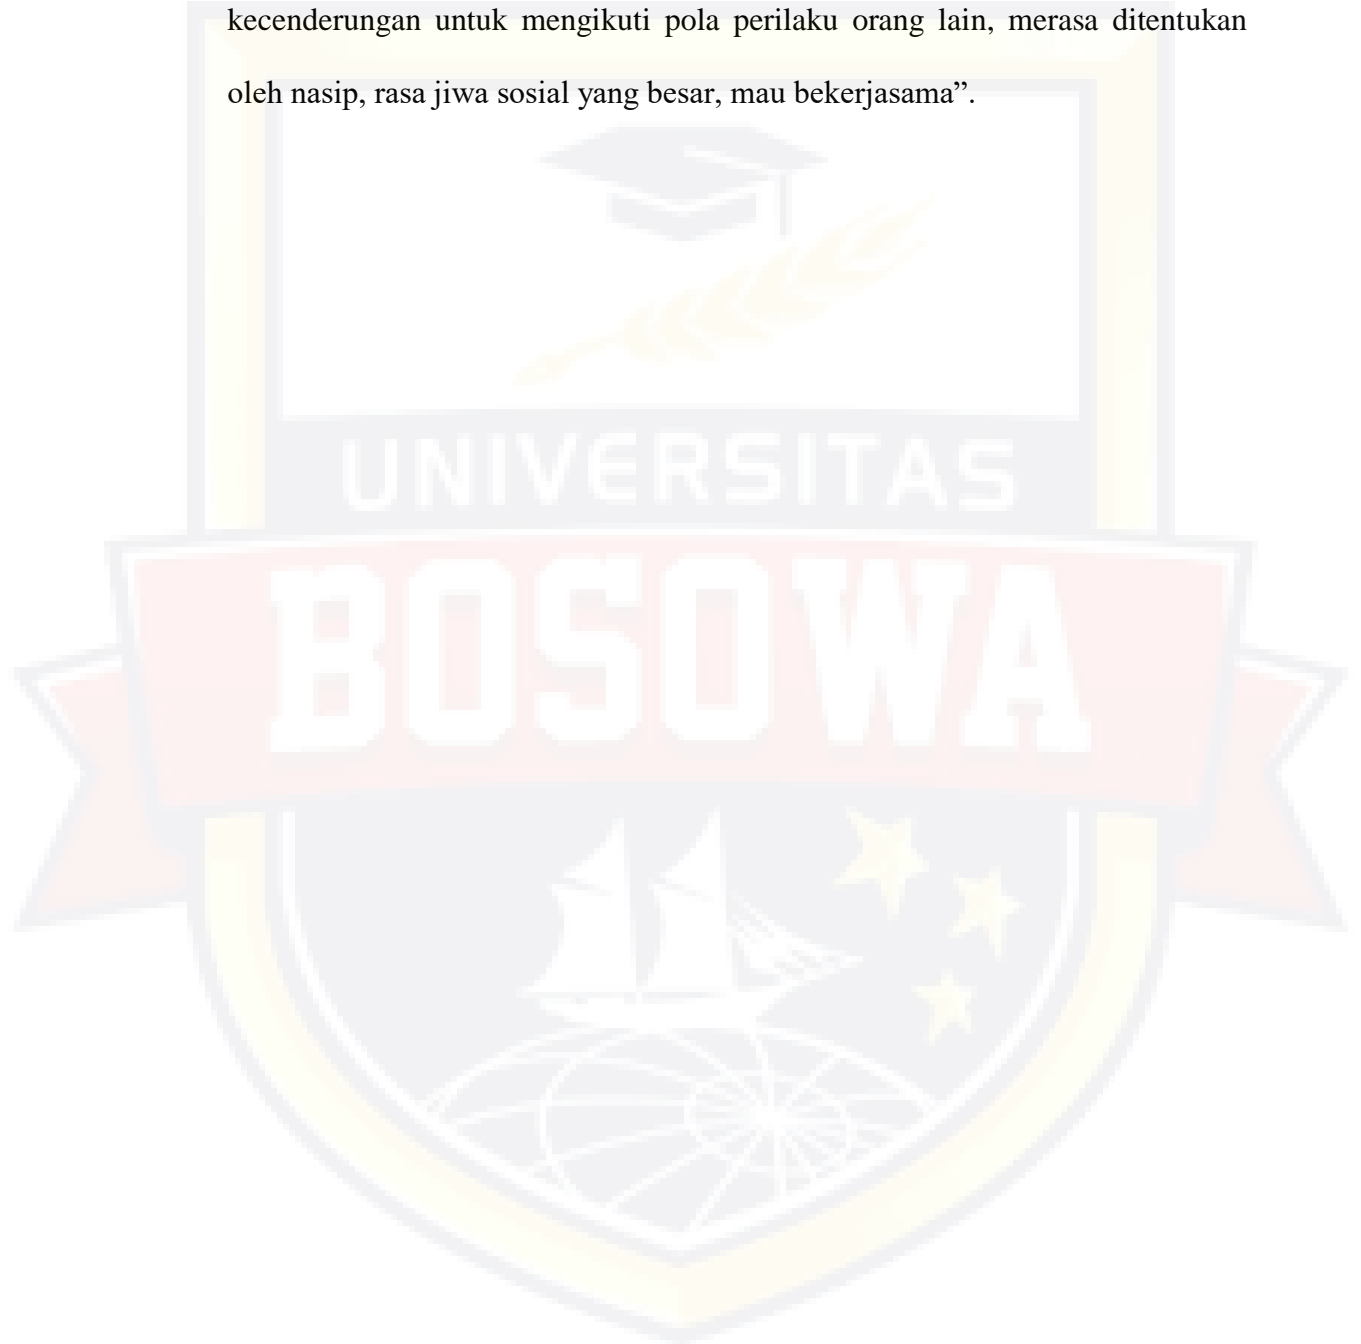 kecenderungan untuk mengikuti pola perilaku orang lain, merasa ditentukan
oleh nasip, rasa jiwa sosial yang besar, mau bekerjasama”.
UNIVERSITAS
BOSOWA